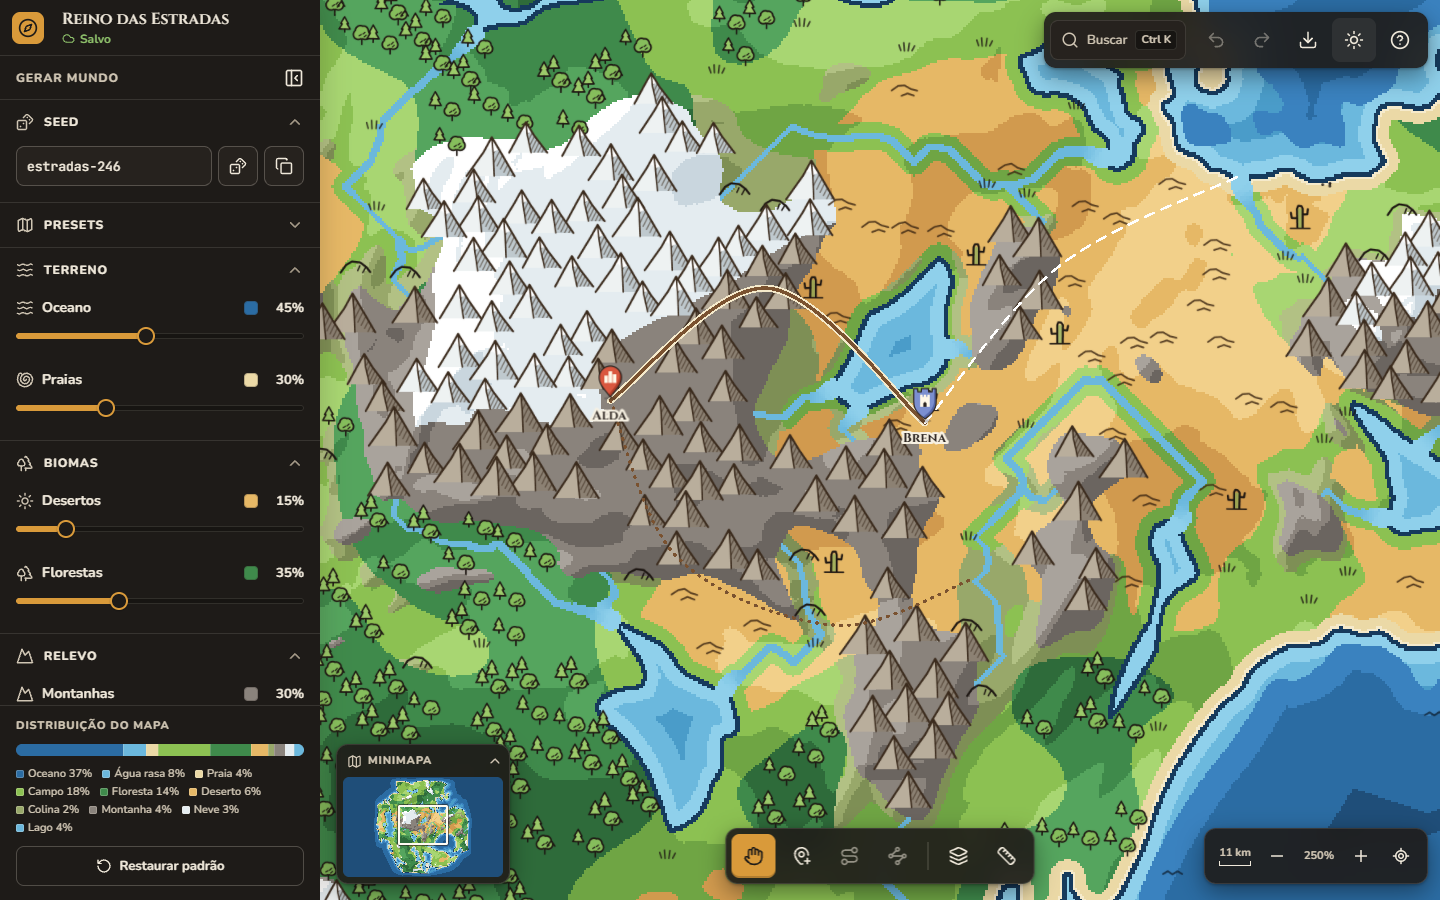 Reino das Estradas
Salvo
GERAR MUNDO
SEED
estradas-246
PRESETS
TERRENO
Oceano 45%
Praias 30%
BIOMAS
Desertos 15%
Florestas 35%
RELEVO
Montanhas 30%
DISTRIBUIÇÃO DO MAPA
Oceano 37% Água rasa 8% Praia 4%
Campo 18% Floresta 14% Deserto 6%
Colina 2% Montanha 4% Neve 3%
Lago 4%
Restaurar padrão
Buscar Ctrl K
Alda
Brena
MINIMAPA
11 km
250%